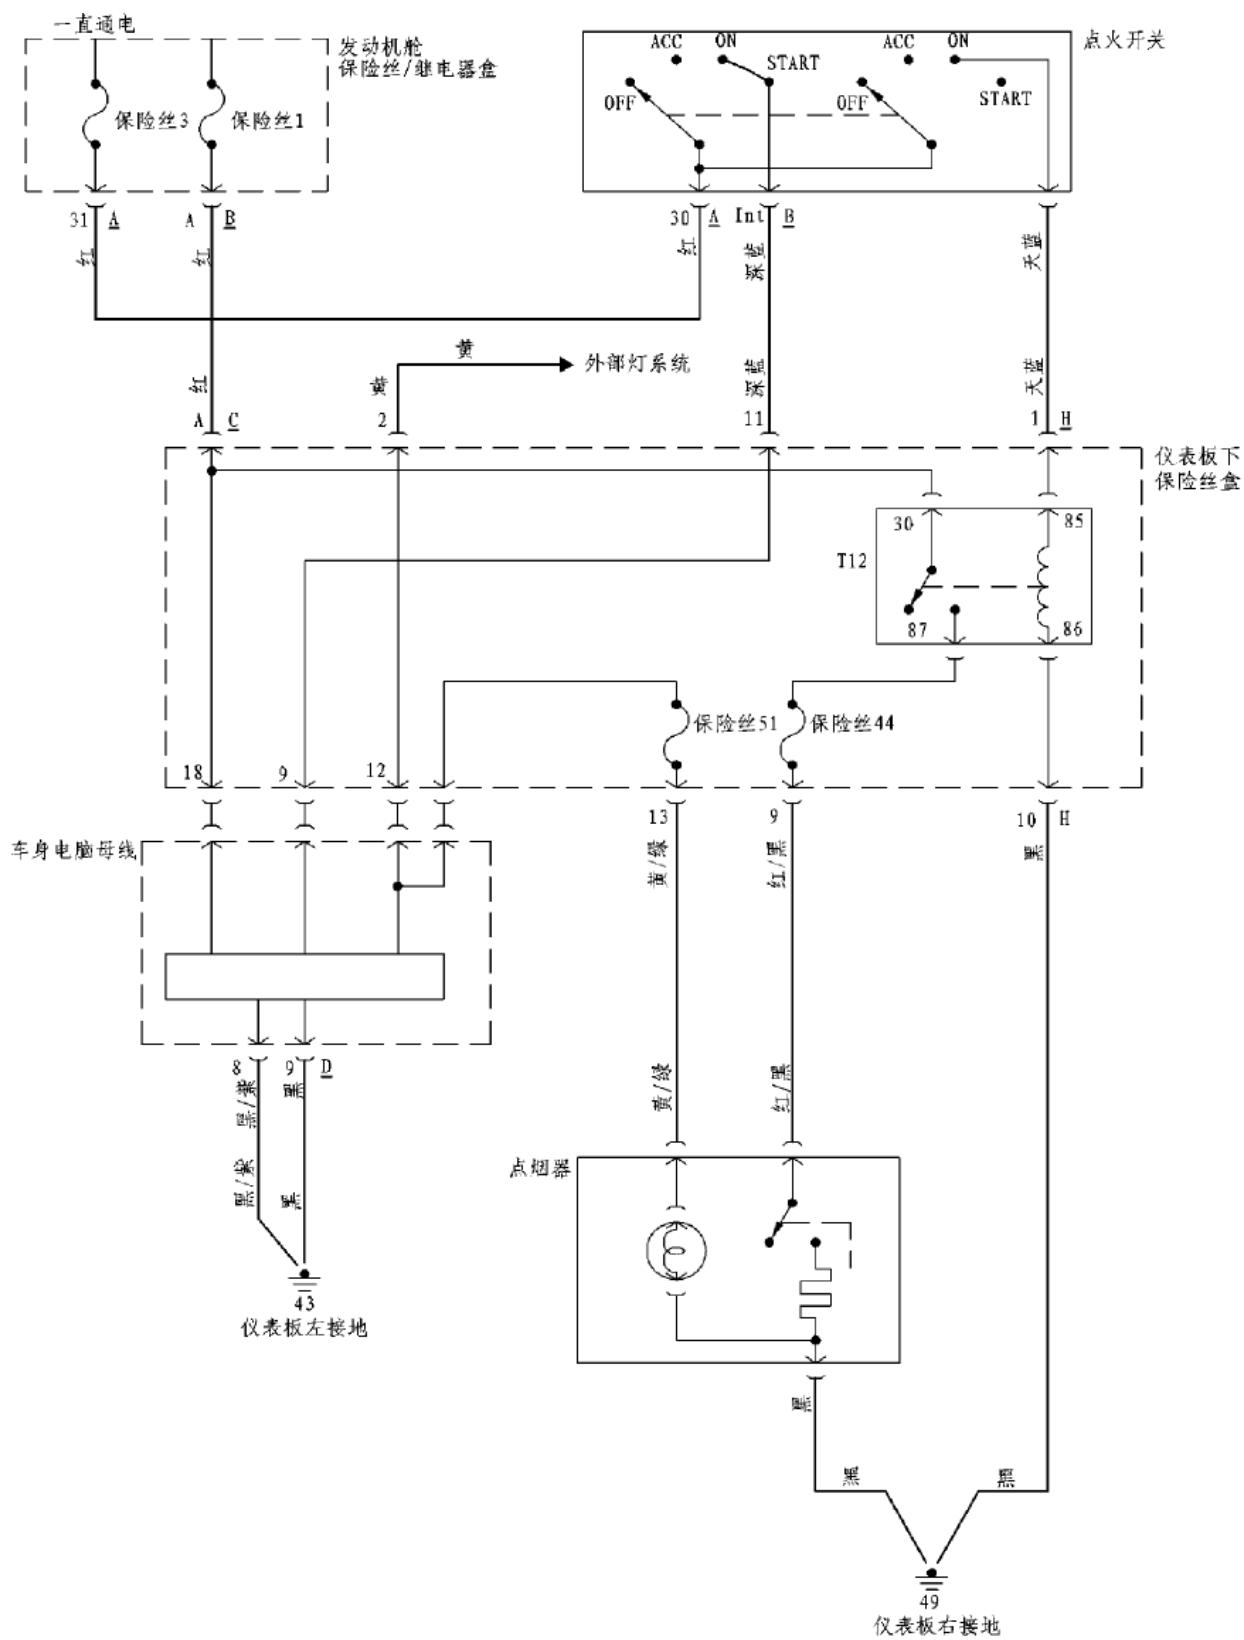 一直通电
发动机舱
保险丝/继电器盒
保险丝3
保险丝1
点火开关
ACC
ON
START
OFF
ACC
ON
START
OFF
31 A
A B
30 A
Int B
红
红
红
深蓝
天蓝
黄
外部灯系统
红
黄
深蓝
天蓝
A C
2
11
1 H
仪表板下
保险丝盒
30
85
T12
87
86
保险丝51
保险丝44
18
9
12
13
9
10 H
车身电脑母线
黄/绿
红/黑
黑
8
9 D
黑/紫
黑
黄/绿
红/黑
黑/紫
黑
点烟器
43
仪表板左接地
黑
黑
黑
49
仪表板右接地